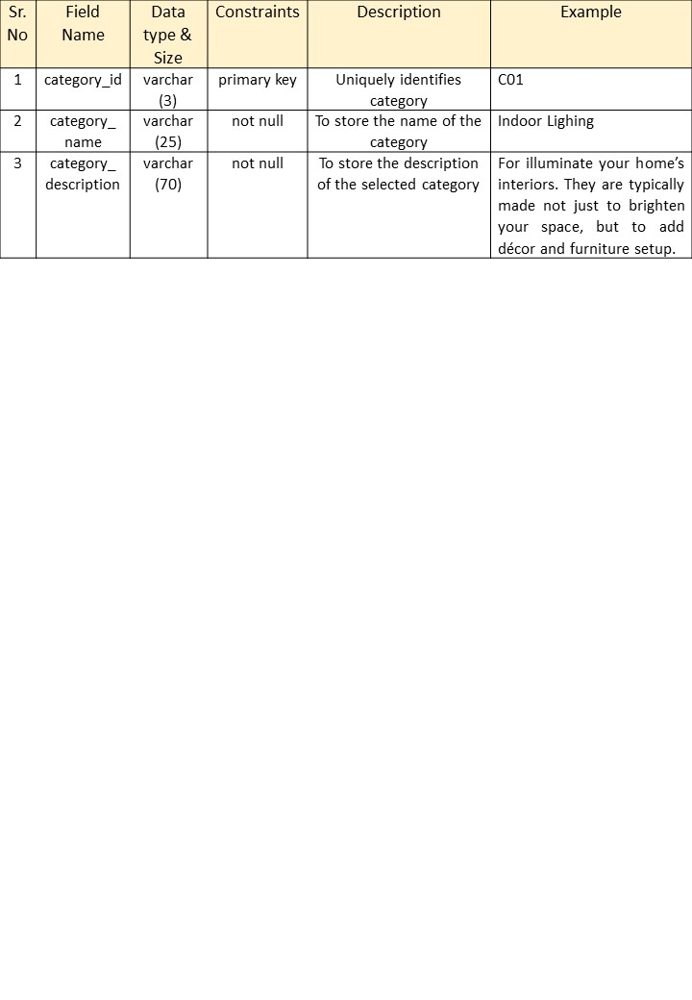 Sr. No
Field Name
Data type & Size
Constraints
Description
Example
1
category_id
varchar
(3)
primary key
Uniquely identifies
category
C01
2
category_
name
varchar
(25)
not null
To store the name of the
category
Indoor Lighing
3
category_
description
varchar
(70)
not null
To store the description
of the selected category
For illuminate your home’s
interiors. They are typically
made not just to brighten
your space, but to add
décor and furniture setup.